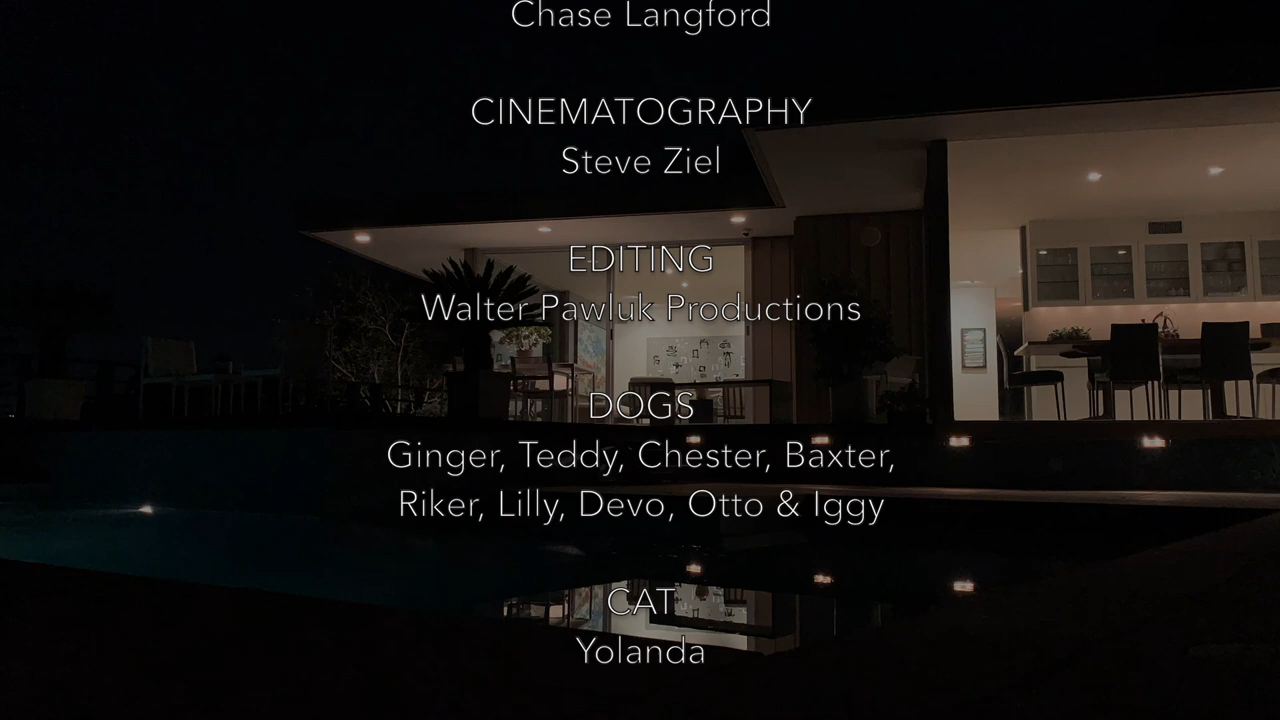 Chase Langford
CINEMATOGRAPHY
Steve Ziel
EDITING
Walter Pawluk Productions
DOGS
Ginger, Teddy, Chester, Baxter,
Riker, Lilly, Devo, Otto & Iggy
CAT
Yolanda